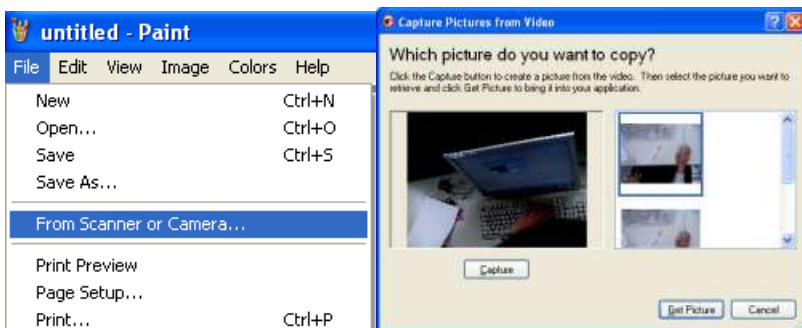 untitled - Paint
File Edit View Image Colors Help
New Ctrl+N
Open... Ctrl+O
Save Ctrl+S
Save As...
From Scanner or Camera...
Print Preview
Page Setup...
Print... Ctrl+P
Capture Pictures from Video
Which picture do you want to copy?
Click the Capture button to create a picture from the video. Then select the picture you want to
retrieve and click Get Picture to bring it into your application.
Capture
Get Picture Cancel